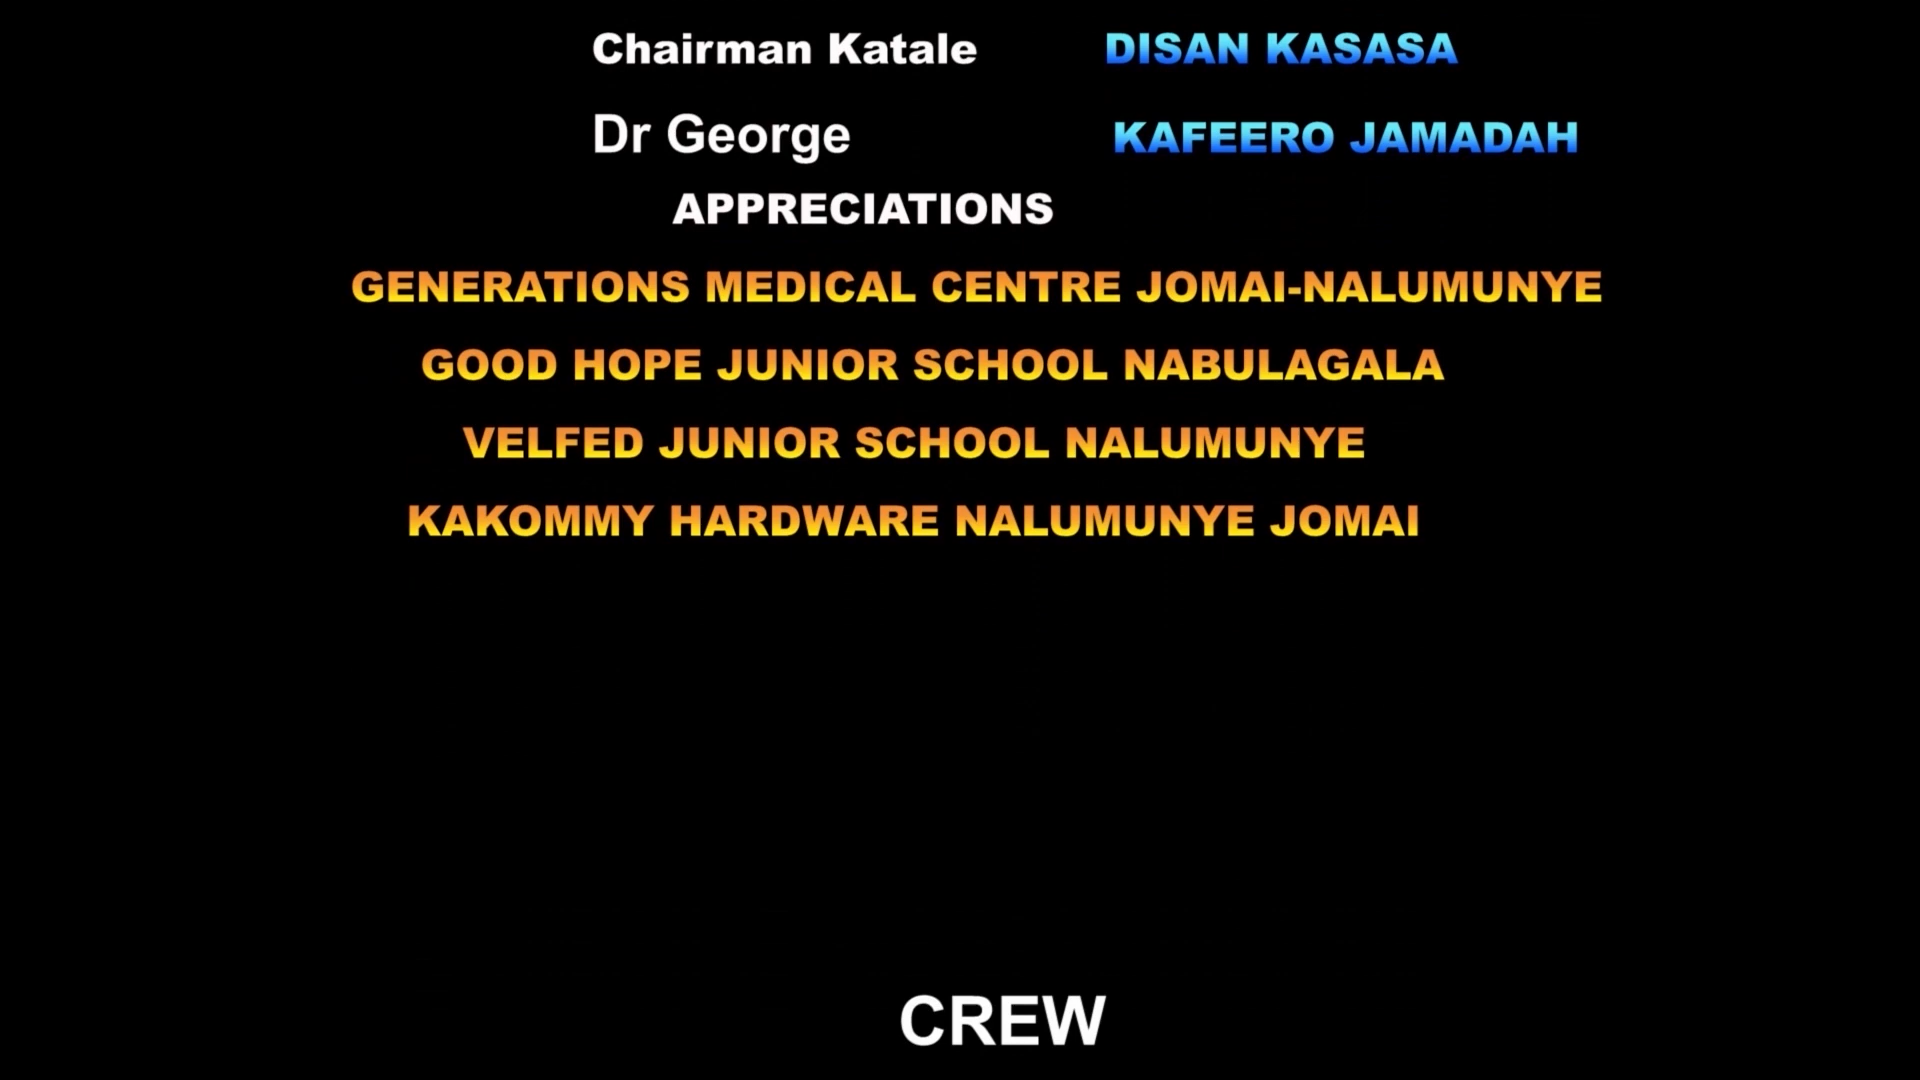 Chairman Katale DISAN KASASA
Dr George KAFEERO JAMADAH
APPRECIATIONS
GENERATIONS MEDICAL CENTRE JOMAI-NALUMUNYE
GOOD HOPE JUNIOR SCHOOL NABULAGALA
VELFED JUNIOR SCHOOL NALUMUNYE
KAKOMMY HARDWARE NALUMUNYE JOMAI
CREW